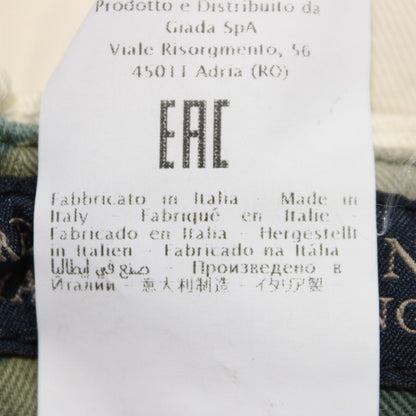 Prodotto e Distribuito da
Giada SpA
Viale Risorgmento, 56
45011 Adria (RO)
EAC
Fabbricato in Italia - Made in
Italy - Fabriqué en Italie -
Fabricado en Italia - Hergestellt
in Italien - Fabricado na Itália
- صنع في إيطاليا - Произведено в
Италии - 意大利制造 - イタリア製